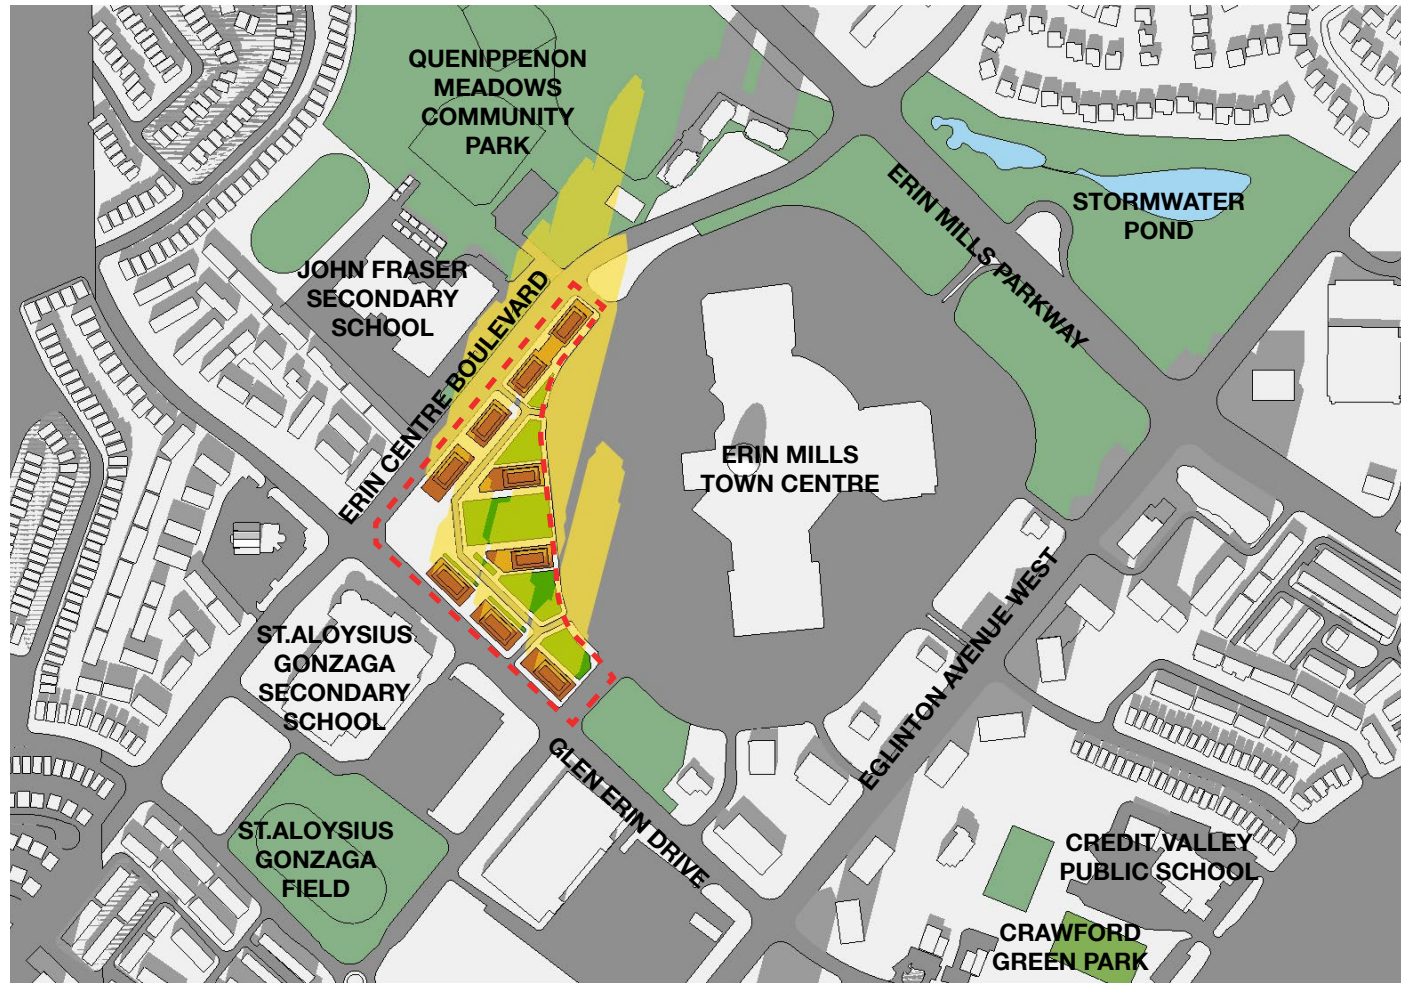 QUENIPPENON
MEADOWS
COMMUNITY
PARK
ERIN MILLS PARKWAY
STORMWATER
POND
JOHN FRASER
SECONDARY
SCHOOL
ERIN CENTRE BOULEVARD
ERIN MILLS
TOWN CENTRE
EGLINTON AVENUE WEST
ST.ALOYSIUS
GONZAGA
SECONDARY
SCHOOL
GLEN ERIN DRIVE
ST.ALOYSIUS
GONZAGA
FIELD
CREDIT VALLEY
PUBLIC SCHOOL
CRAWFORD
GREEN PARK